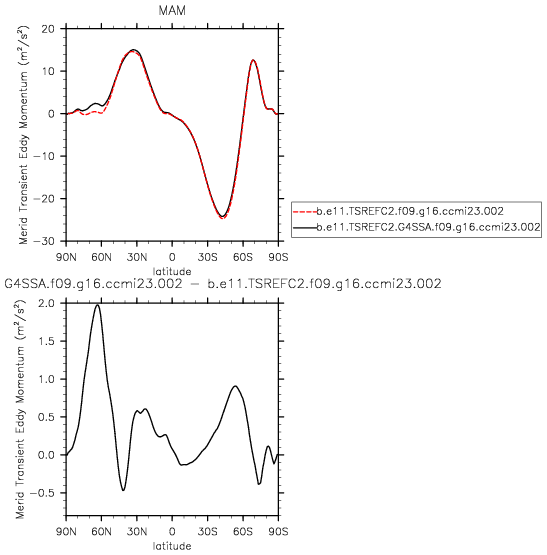 MAM
Merid Transient Eddy Momentum (m²/s²)
20
10
0
−10
−20
−30
90N 60N 30N 0 30S 60S 90S
latitude
b.e11.TSREFC2.f09.g16.ccmi23.002
b.e11.TSREFC2.G4SSA.f09.g16.ccmi23.002
G4SSA.f09.g16.ccmi23.002 − b.e11.TSREFC2.f09.g16.ccmi23.002
Merid Transient Eddy Momentum (m²/s²)
2.0
1.5
1.0
0.5
0.0
−0.5
90N 60N 30N 0 30S 60S 90S
latitude